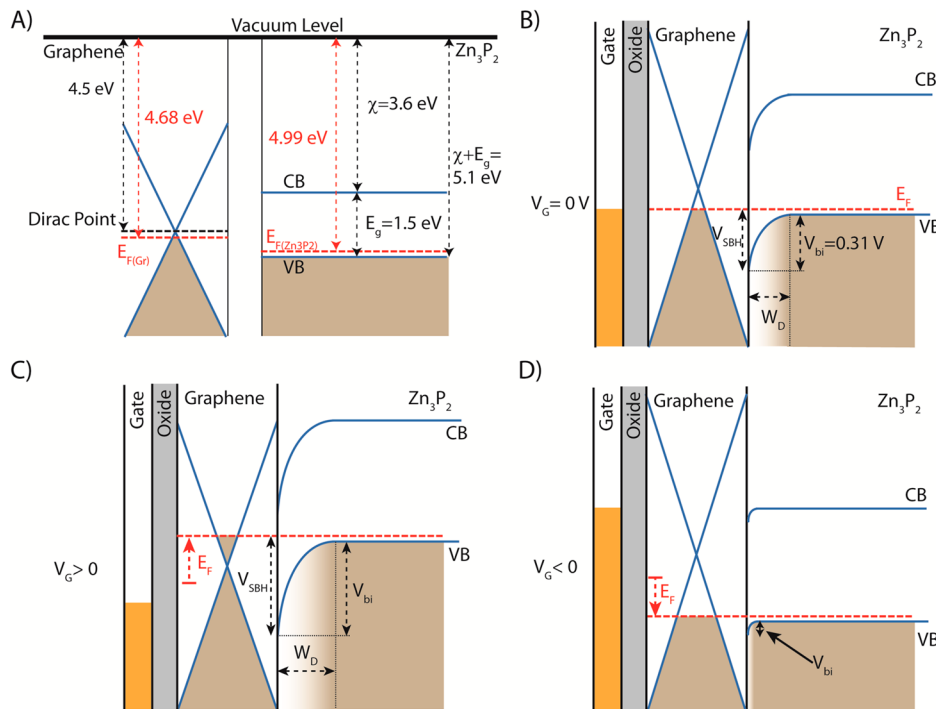 A)
Vacuum Level
Graphene
Zn3P2
4.5 eV
4.68 eV
4.99 eV
χ=3.6 eV
χ+Eg=
5.1 eV
CB
Eg=1.5 eV
Dirac Point
EF(Gr)
EF(Zn3P2)
VB
B)
Gate
Oxide
Graphene
Zn3P2
CB
VG= 0 V
EF
VB
VSBH
Vbi=0.31 V
WD
C)
Gate
Oxide
Graphene
Zn3P2
CB
VG> 0
EF
VB
VSBH
Vbi
WD
D)
Gate
Oxide
Graphene
Zn3P2
CB
VG< 0
EF
VB
Vbi